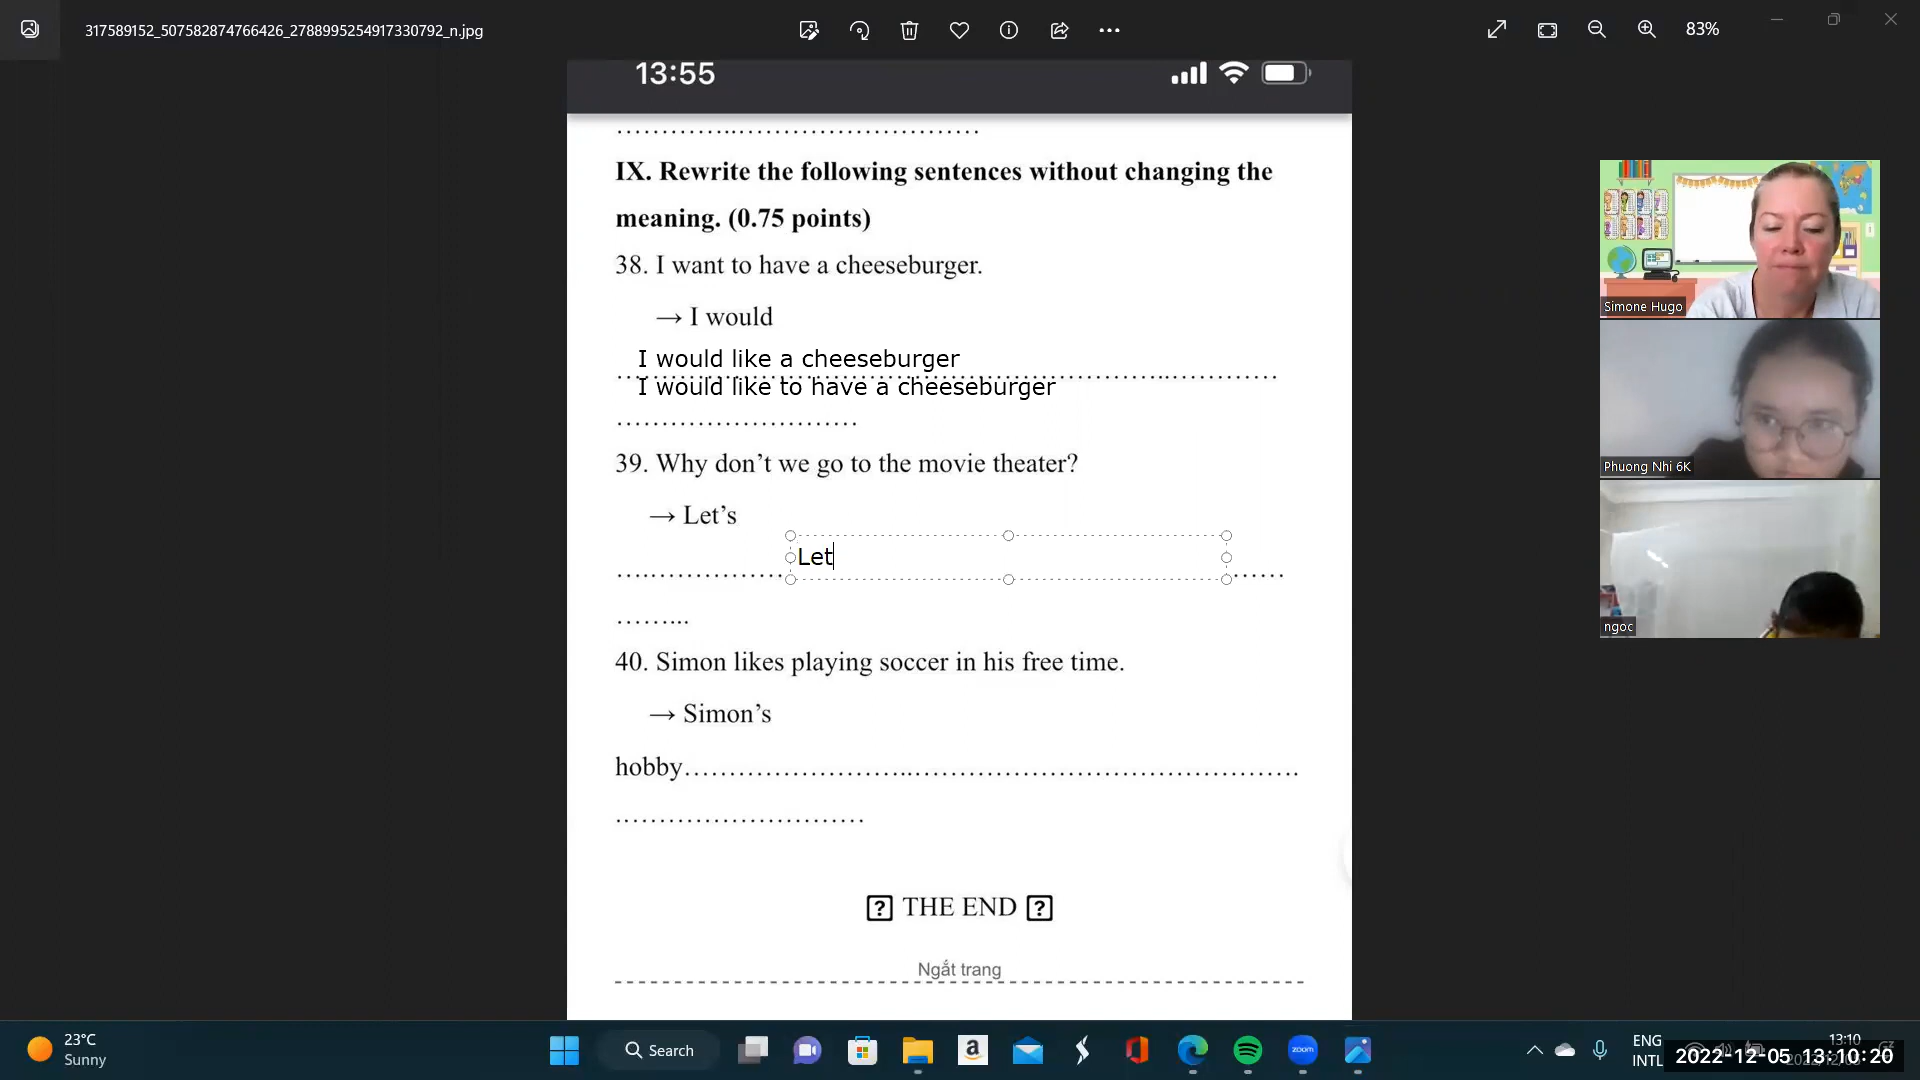 317589152_507582874766426_2788995254917330792_n.jpg
83%
13:55
…………..………………………
IX. Rewrite the following sentences without changing the
meaning. (0.75 points)
38. I want to have a cheeseburger.
→ I would
I would like a cheeseburger
I would like to have a cheeseburger
39. Why don’t we go to the movie theater?
→ Let’s
Let
40. Simon likes playing soccer in his free time.
→ Simon’s
hobby……………………..…………………………………….
THE END
Ngắt trang
Simone Hugo
Phuong Nhi 6K
ngoc
23°C
Sunny
Search
zoom
ENG
INTL
13:10
2022-12-05 13:10:20